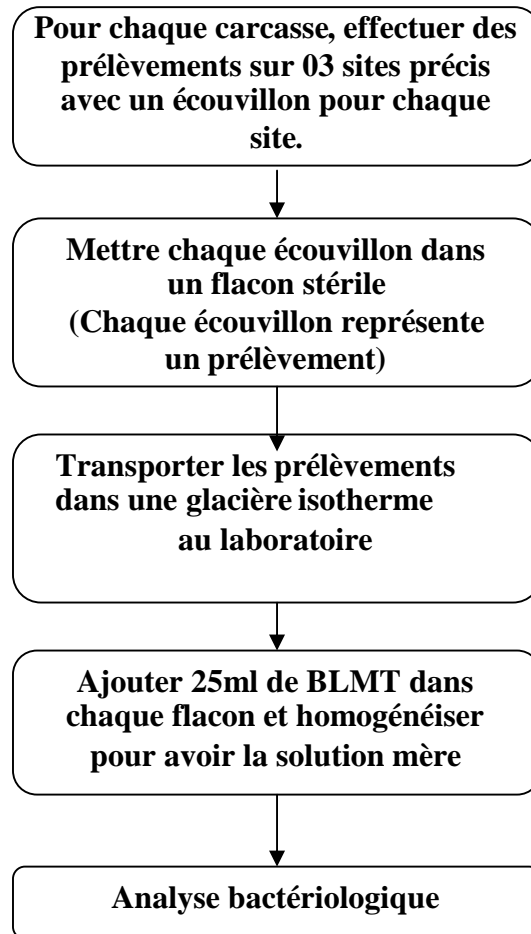 Pour chaque carcasse, effectuer des
prélèvements sur 03 sites précis
avec un écouvillon pour chaque
site.
Mettre chaque écouvillon dans
un flacon stérile
(Chaque écouvillon représente
un prélèvement)
Transporter les prélèvements
dans une glacière isotherme
au laboratoire
Ajouter 25ml de BLMT dans
chaque flacon et homogénéiser
pour avoir la solution mère
Analyse bactériologique